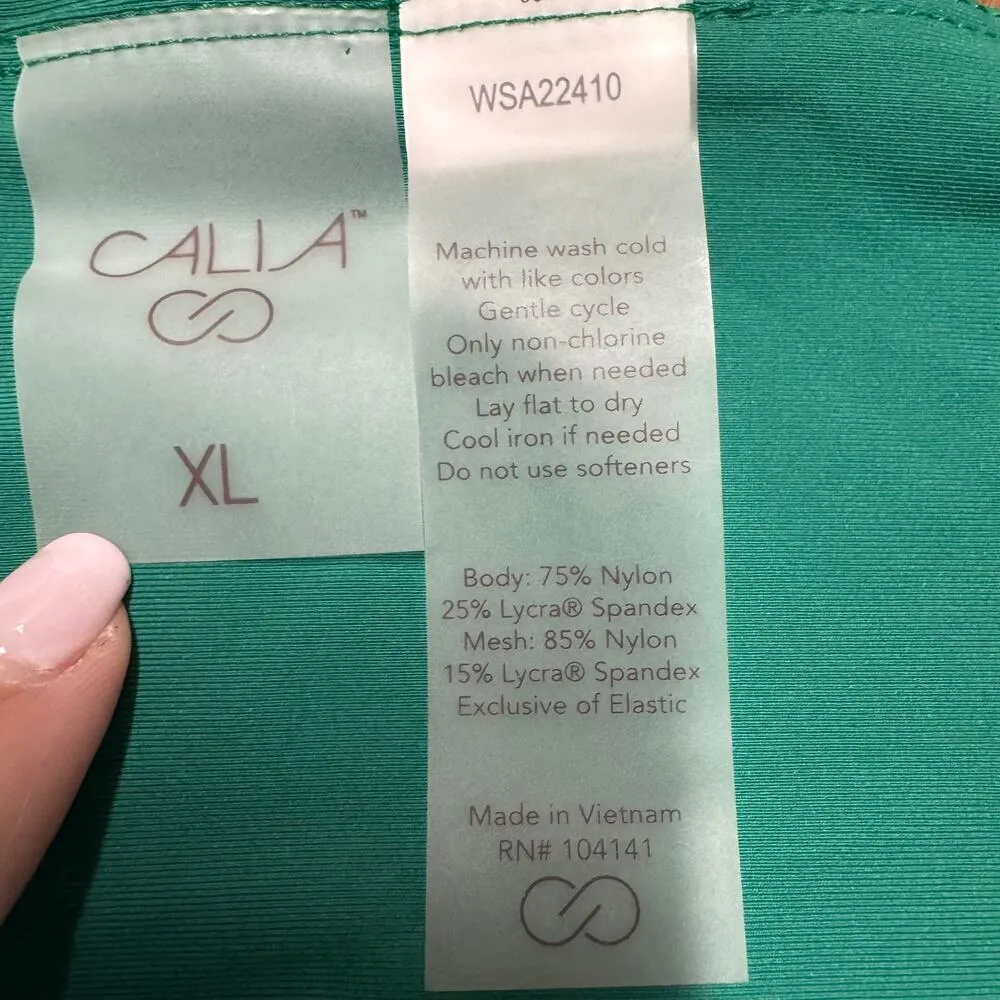 CALIA™
XL
WSA22410
Machine wash cold
with like colors
Gentle cycle
Only non-chlorine
bleach when needed
Lay flat to dry
Cool iron if needed
Do not use softeners
Body: 75% Nylon
25% Lycra® Spandex
Mesh: 85% Nylon
15% Lycra® Spandex
Exclusive of Elastic
Made in Vietnam
RN# 104141